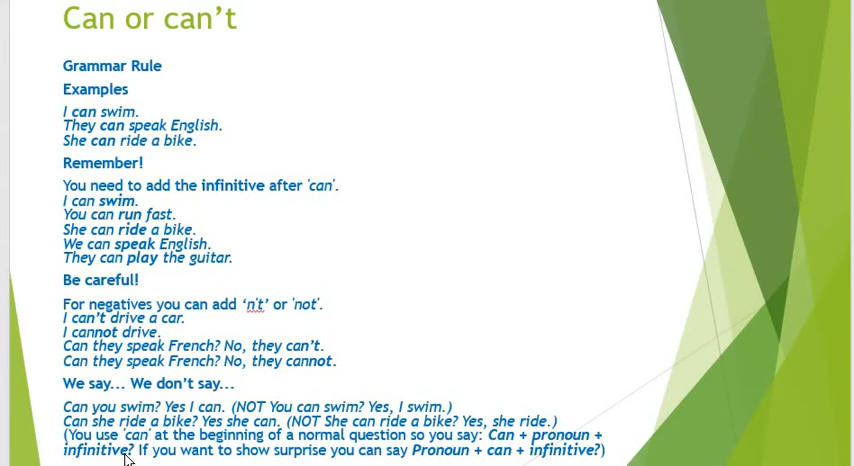 Can or can’t
Grammar Rule
Examples
I can swim.
They can speak English.
She can ride a bike.
Remember!
You need to add the infinitive after 'can'.
I can swim.
You can run fast.
She can ride a bike.
We can speak English.
They can play the guitar.
Be careful!
For negatives you can add ‘n't’ or 'not'.
I can’t drive a car.
I cannot drive.
Can they speak French? No, they can’t.
Can they speak French? No, they cannot.
We say... We don’t say...
Can you swim? Yes I can. (NOT You can swim? Yes, I swim.)
Can she ride a bike? Yes she can. (NOT She can ride a bike? Yes, she ride.)
(You use 'can' at the beginning of a normal question so you say: Can + pronoun +
infinitive? If you want to show surprise you can say Pronoun + can + infinitive?)